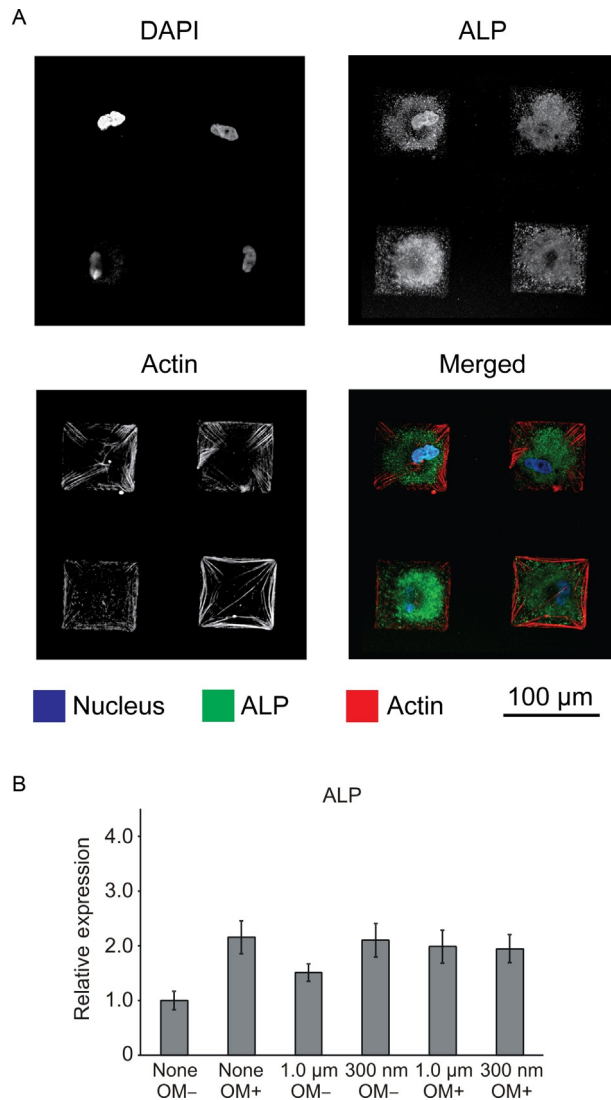 A
DAPI
ALP
Actin
Merged
Nucleus
ALP
Actin
100 µm
B
ALP
Relative expression
4.0
3.0
2.0
1.0
0
None OM−
None OM+
1.0 µm OM−
300 nm OM−
1.0 µm OM+
300 nm OM+